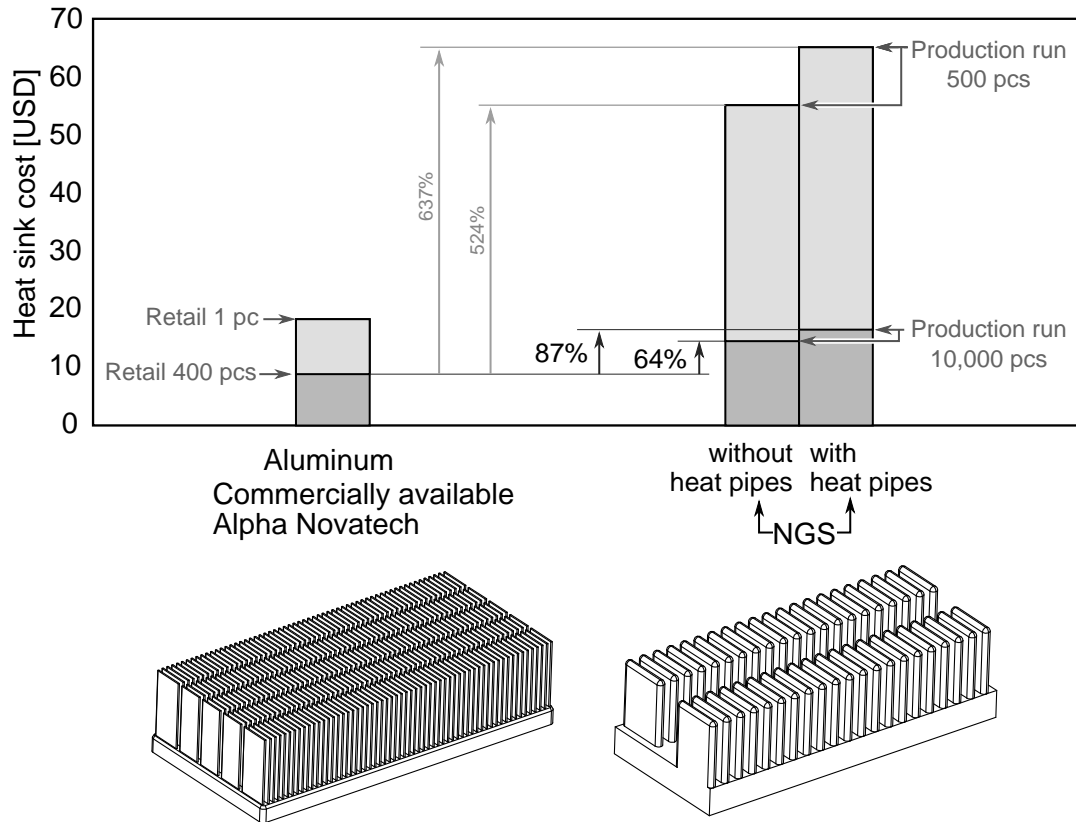 Heat sink cost [USD]
70
60
50
40
30
20
10
0
637%
524%
Production run
500 pcs
Retail 1 pc
Retail 400 pcs
87%
64%
Production run
10,000 pcs
Aluminum
Commercially available
Alpha Novatech
without
heat pipes
with
heat pipes
NGS